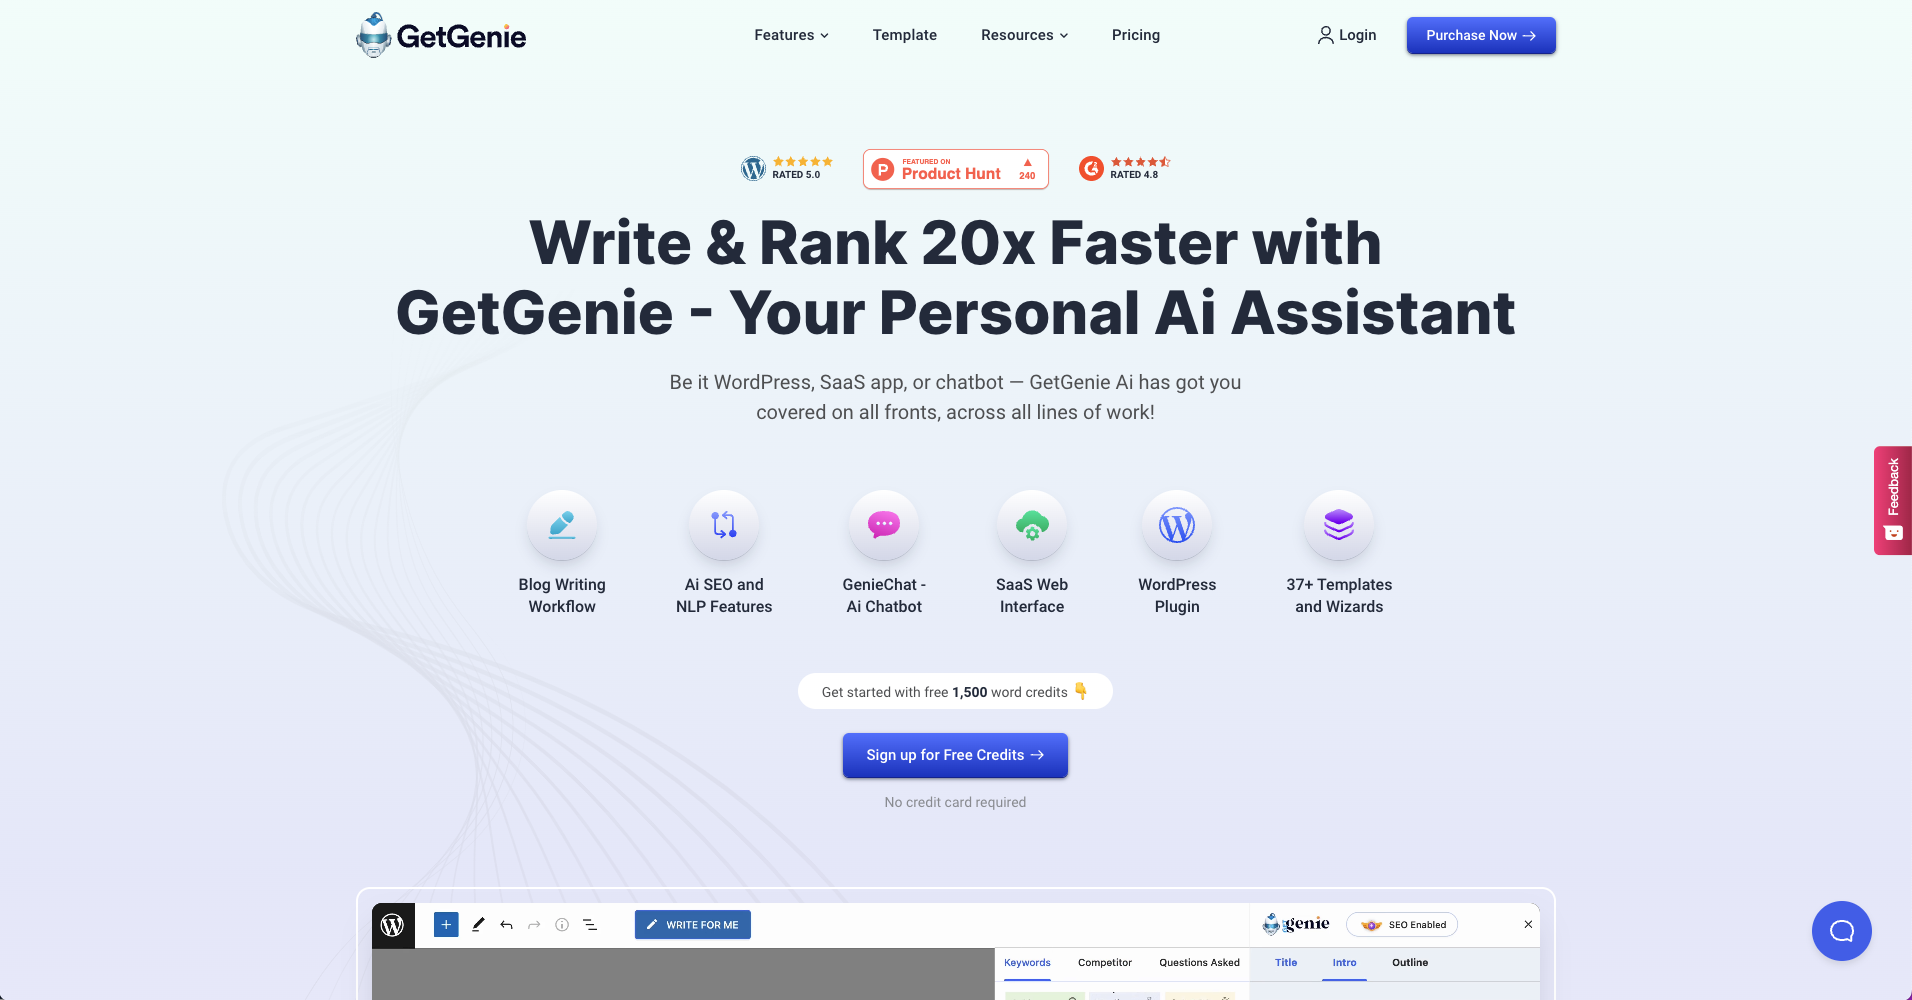 GetGenie
Features
Template
Resources
Pricing
Login
Purchase Now →
RATED 5.0
FEATURED ON
Product Hunt
240
RATED 4.8
Write & Rank 20x Faster with
GetGenie - Your Personal Ai Assistant
Be it WordPress, SaaS app, or chatbot — GetGenie Ai has got you
covered on all fronts, across all lines of work!
Blog Writing
Workflow
Ai SEO and
NLP Features
GenieChat -
Ai Chatbot
SaaS Web
Interface
WordPress
Plugin
37+ Templates
and Wizards
Feedback
Get started with free 1,500 word credits 👇
Sign up for Free Credits →
No credit card required
WRITE FOR ME
genie
SEO Enabled
Keywords
Competitor
Questions Asked
Title
Intro
Outline